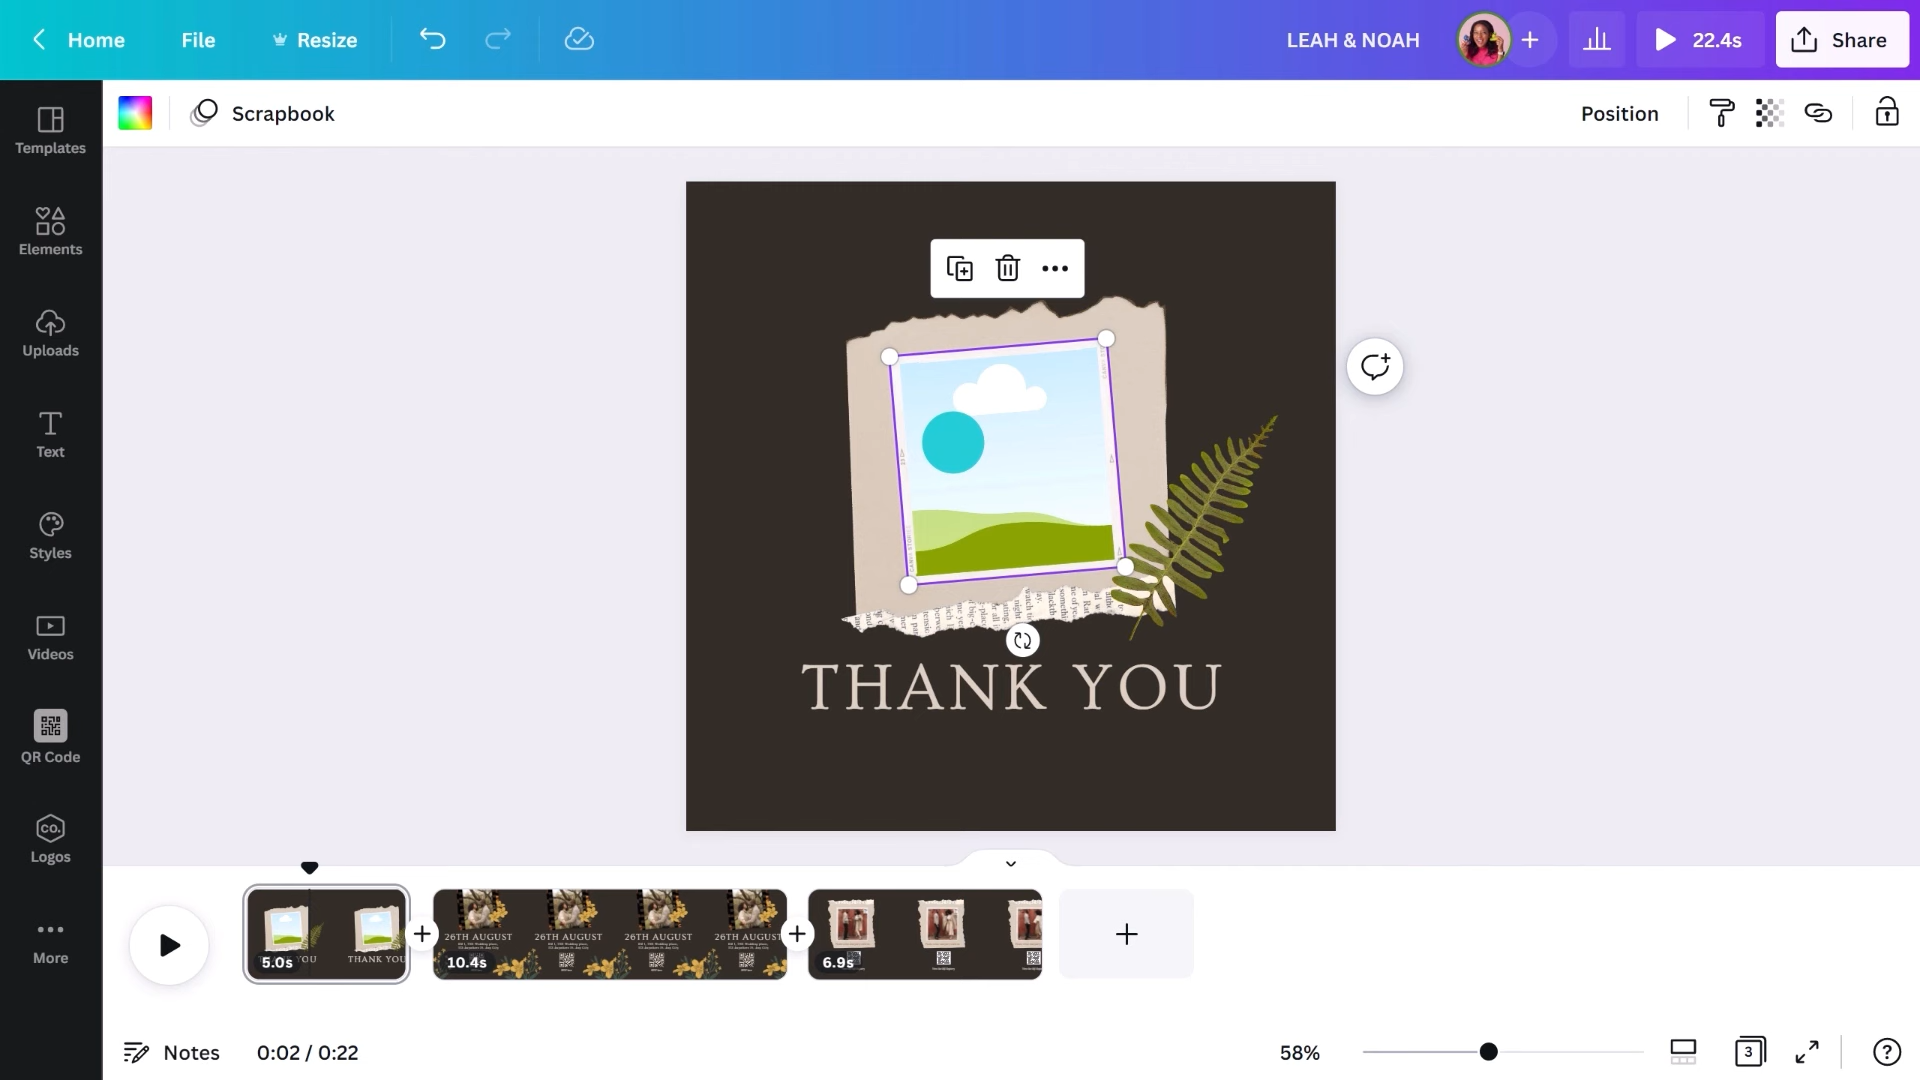 Home File Resize LEAH & NOAH 22.4s Share
Scrapbook Position
Templates
Elements
Uploads
Text
Styles
Videos
QR Code
Logos
More
CO.
THANK YOU
5.0s THANK YOU
10.4s 26TH AUGUST 26TH AUGUST 26TH AUGUST 26TH AUGUST
6.9s
Notes 0:02 / 0:22 58% 3 ?